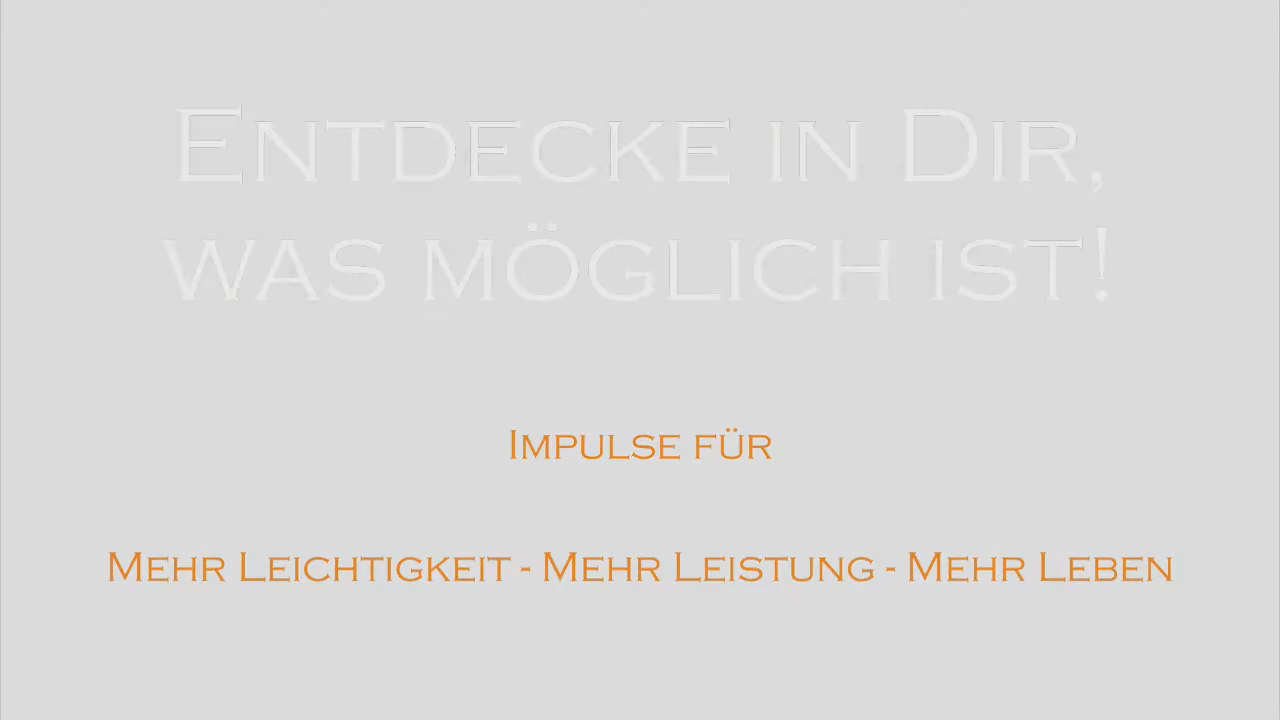 Entdecke in Dir,
was möglich ist!
Impulse für
Mehr Leichtigkeit - Mehr Leistung - Mehr Leben